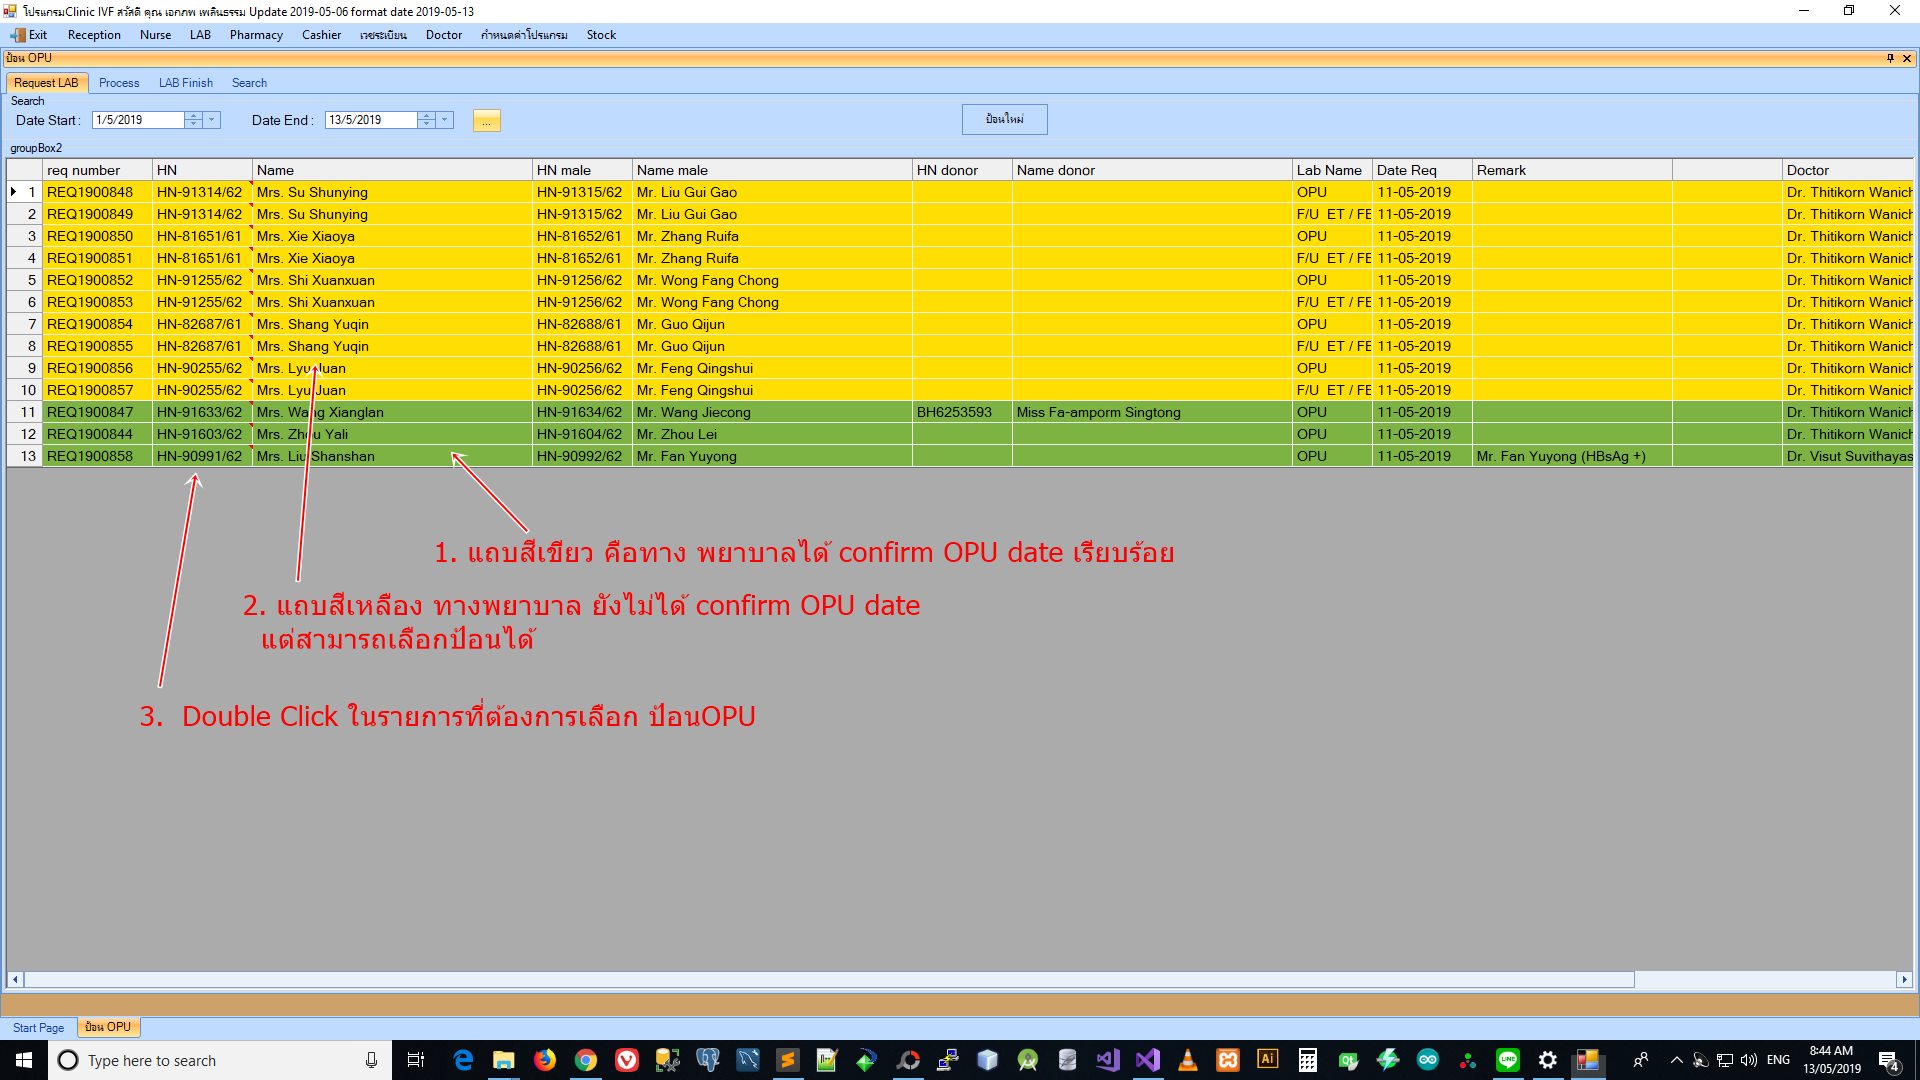 โปรแกรมClinic IVF สวัสดี คุณ เอกภพ เพลินธรรม Update 2019-05-06 format date 2019-05-13
Exit Reception Nurse LAB Pharmacy Cashier เวชระเบียน Doctor กำหนดค่าโปรแกรม Stock
ป้อน OPU
Request LAB Process LAB Finish Search
Search
Date Start : 1/5/2019 Date End : 13/5/2019 ... ป้อนใหม่
groupBox2
req number HN Name HN male Name male HN donor Name donor Lab Name Date Req Remark Doctor
1 REQ1900848 HN-91314/62 Mrs. Su Shunying HN-91315/62 Mr. Liu Gui Gao OPU 11-05-2019 Dr. Thitikorn Wanich
2 REQ1900849 HN-91314/62 Mrs. Su Shunying HN-91315/62 Mr. Liu Gui Gao F/U ET / FE 11-05-2019 Dr. Thitikorn Wanich
3 REQ1900850 HN-81651/61 Mrs. Xie Xiaoya HN-81652/61 Mr. Zhang Ruifa OPU 11-05-2019 Dr. Thitikorn Wanich
4 REQ1900851 HN-81651/61 Mrs. Xie Xiaoya HN-81652/61 Mr. Zhang Ruifa F/U ET / FE 11-05-2019 Dr. Thitikorn Wanich
5 REQ1900852 HN-91255/62 Mrs. Shi Xuanxuan HN-91256/62 Mr. Wong Fang Chong OPU 11-05-2019 Dr. Thitikorn Wanich
6 REQ1900853 HN-91255/62 Mrs. Shi Xuanxuan HN-91256/62 Mr. Wong Fang Chong F/U ET / FE 11-05-2019 Dr. Thitikorn Wanich
7 REQ1900854 HN-82687/61 Mrs. Shang Yuqin HN-82688/61 Mr. Guo Qijun OPU 11-05-2019 Dr. Thitikorn Wanich
8 REQ1900855 HN-82687/61 Mrs. Shang Yuqin HN-82688/61 Mr. Guo Qijun F/U ET / FE 11-05-2019 Dr. Thitikorn Wanich
9 REQ1900856 HN-90255/62 Mrs. Lyu Juan HN-90256/62 Mr. Feng Qingshui OPU 11-05-2019 Dr. Thitikorn Wanich
10 REQ1900857 HN-90255/62 Mrs. Lyu Juan HN-90256/62 Mr. Feng Qingshui F/U ET / FE 11-05-2019 Dr. Thitikorn Wanich
11 REQ1900847 HN-91633/62 Mrs. Wang Xianglan HN-91634/62 Mr. Wang Jiecong BH6253593 Miss Fa-amporm Singtong OPU 11-05-2019 Dr. Thitikorn Wanich
12 REQ1900844 HN-91603/62 Mrs. Zhou Yali HN-91604/62 Mr. Zhou Lei OPU 11-05-2019 Dr. Thitikorn Wanich
13 REQ1900858 HN-90991/62 Mrs. Liu Shanshan HN-90992/62 Mr. Fan Yuyong OPU 11-05-2019 Mr. Fan Yuyong (HBsAg +) Dr. Visut Suvithayas
1. แถบสีเขียว คือทาง พยาบาลได้ confirm OPU date เรียบร้อย
2. แถบสีเหลือง ทางพยาบาล ยังไม่ได้ confirm OPU date
แต่สามารถเลือกป้อนได้
3. Double Click ในรายการที่ต้องการเลือก ป้อนOPU
Start Page ป้อน OPU
Type here to search ENG 8:44 AM
13/05/2019 4